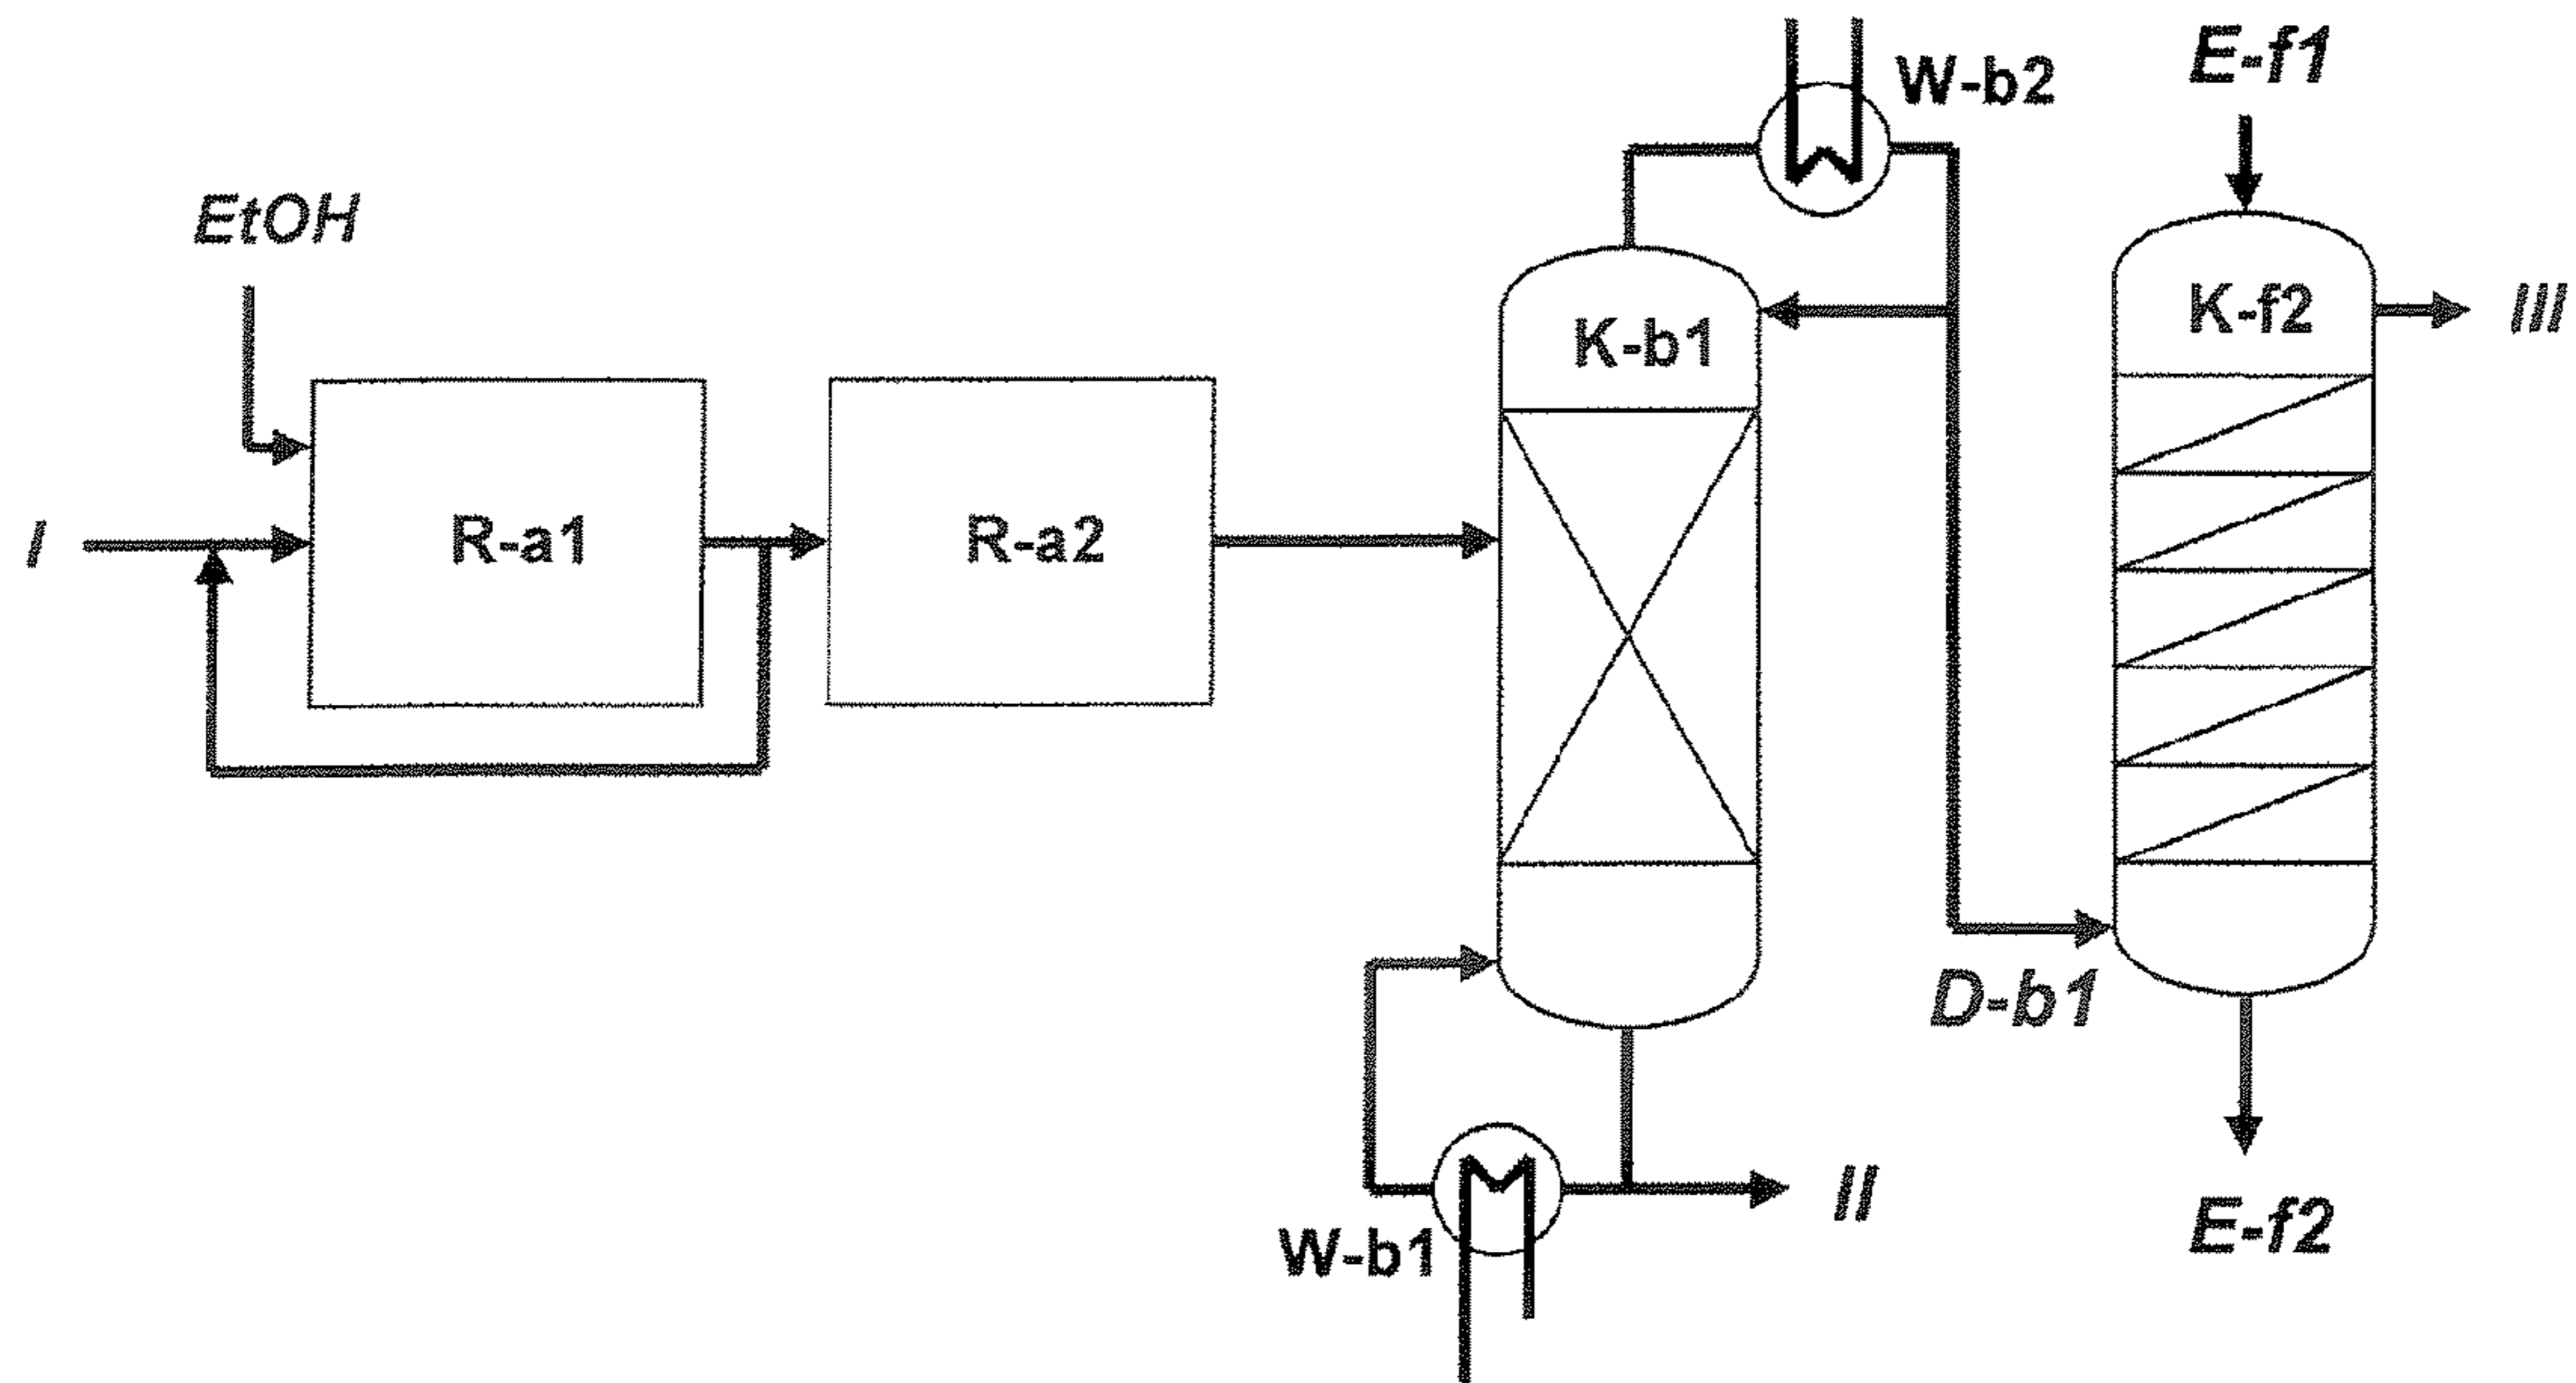 W-b2
E-f1
EtOH
K-b1
K-f2
III
I
R-a1
R-a2
D-b1
II
W-b1
E-f2